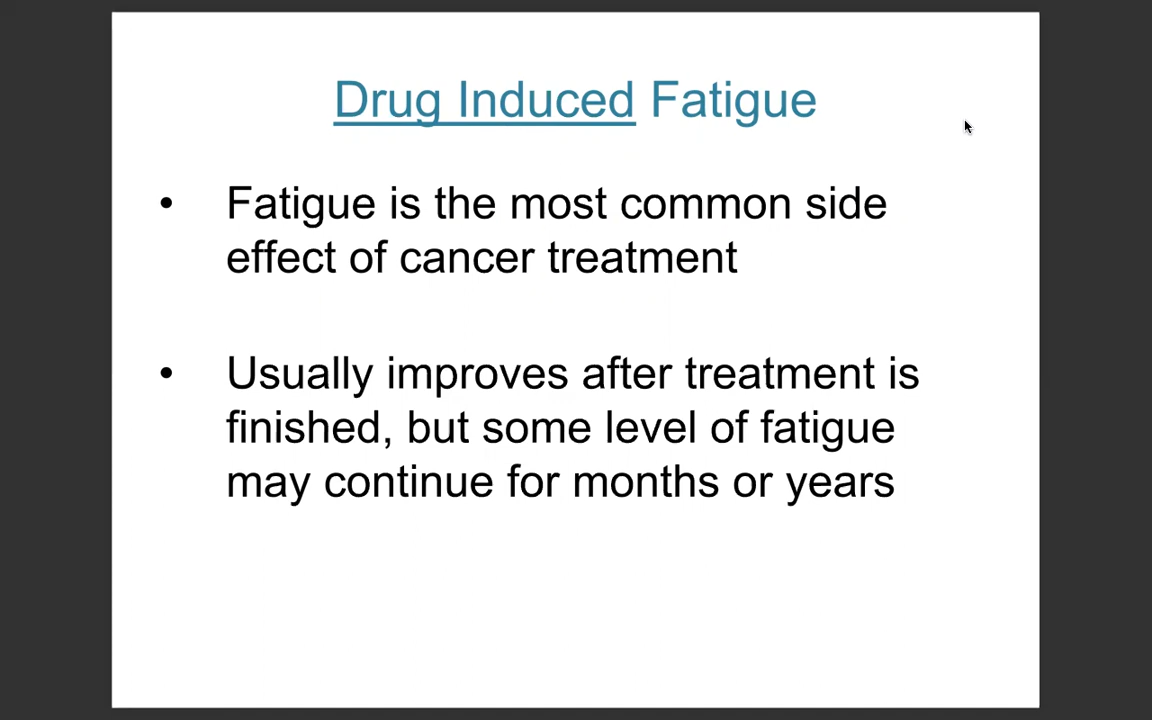 Drug Induced Fatigue
• Fatigue is the most common side
effect of cancer treatment
• Usually improves after treatment is
finished, but some level of fatigue
may continue for months or years